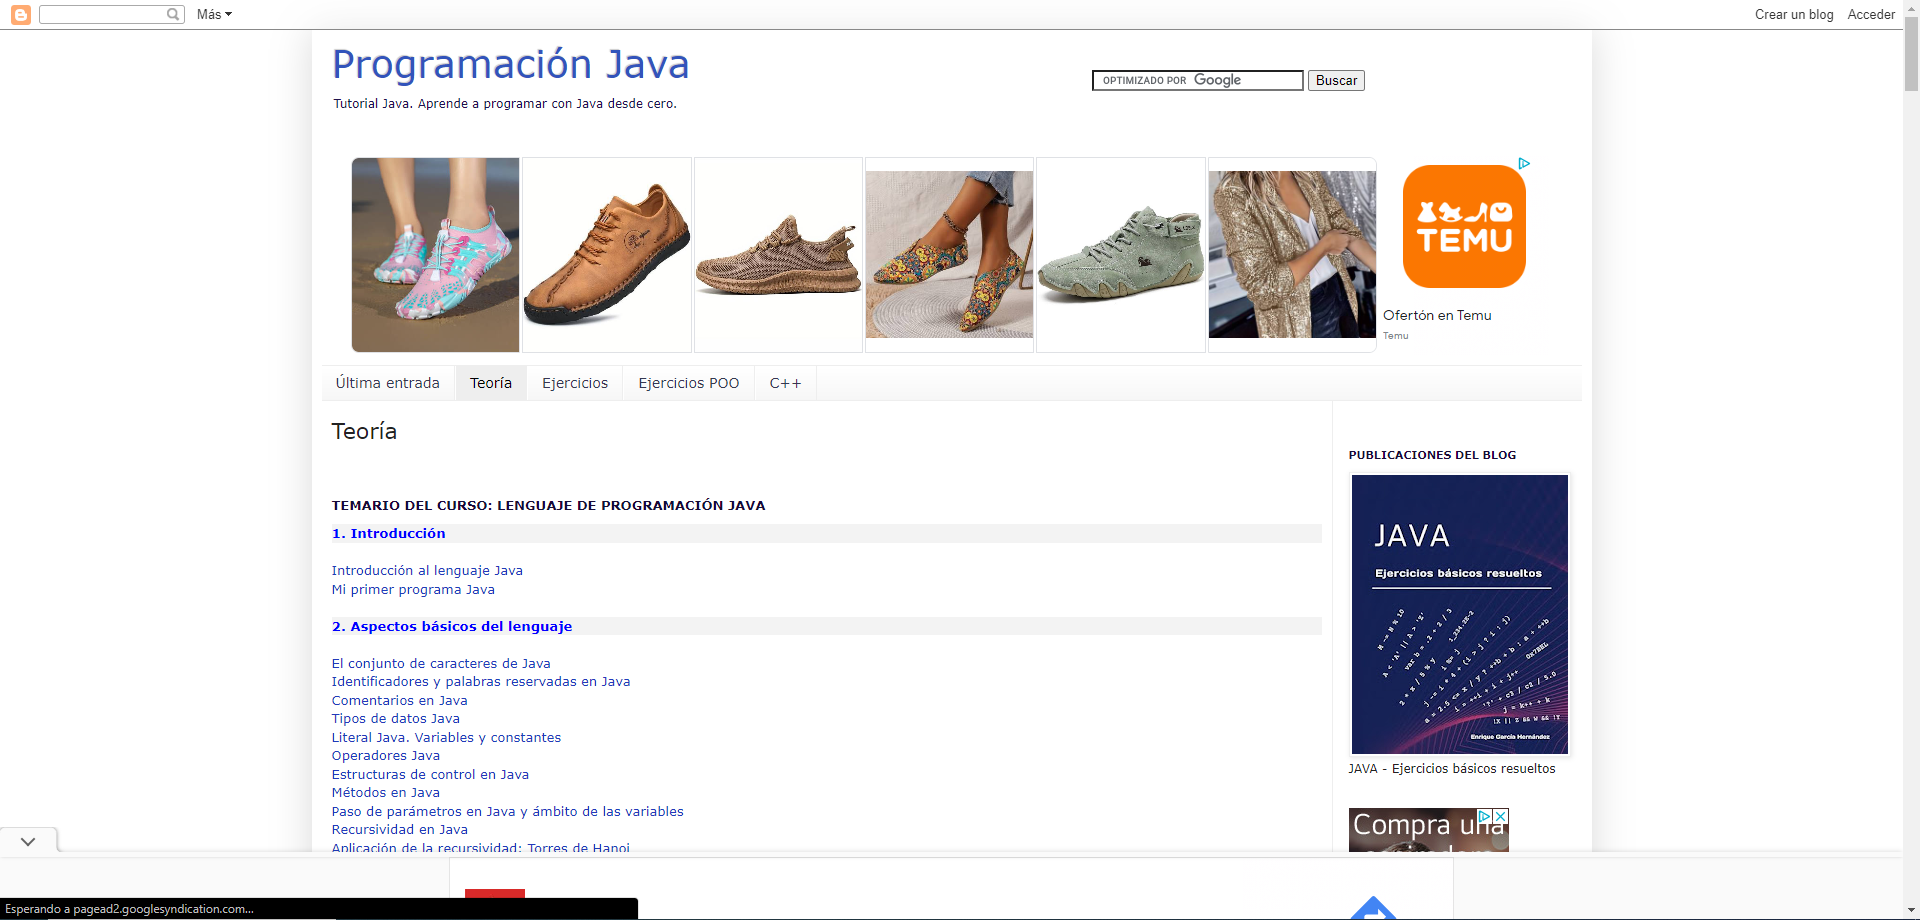 Más
Crear un blog
Acceder
Programación Java
Tutorial Java. Aprende a programar con Java desde cero.
OPTIMIZADO POR Google
Buscar
TEMU
Ofertón en Temu
Temu
Última entrada
Teoría
Ejercicios
Ejercicios POO
C++
Teoría
TEMARIO DEL CURSO: LENGUAJE DE PROGRAMACIÓN JAVA
1. Introducción
Introducción al lenguaje Java
Mi primer programa Java
2. Aspectos básicos del lenguaje
El conjunto de caracteres de Java
Identificadores y palabras reservadas en Java
Comentarios en Java
Tipos de datos Java
Literal Java. Variables y constantes
Operadores Java
Estructuras de control en Java
Métodos en Java
Paso de parámetros en Java y ámbito de las variables
Recursividad en Java
Aplicación de la recursividad: Torres de Hanoi
PUBLICACIONES DEL BLOG
JAVA
Ejercicios básicos resueltos
Enrique García Hernández
JAVA - Ejercicios básicos resueltos
Compra una
Esperando a pagead2.googlesyndication.com...